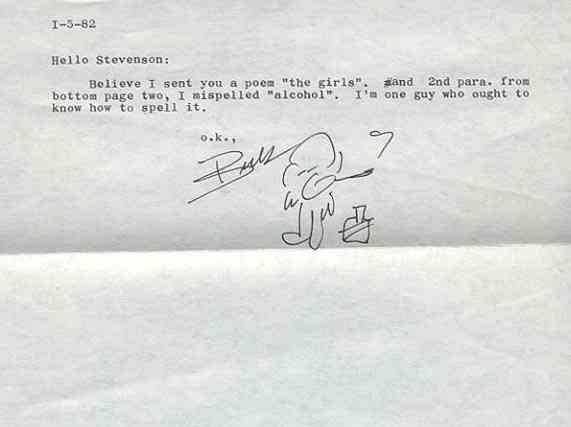 I-5-82
Hello Stevenson:
Believe I sent you a poem "the girls". and 2nd para. from
bottom page two, I mispelled "alcohol". I'm one guy who ought to
know how to spell it.
o.k.,
Buk